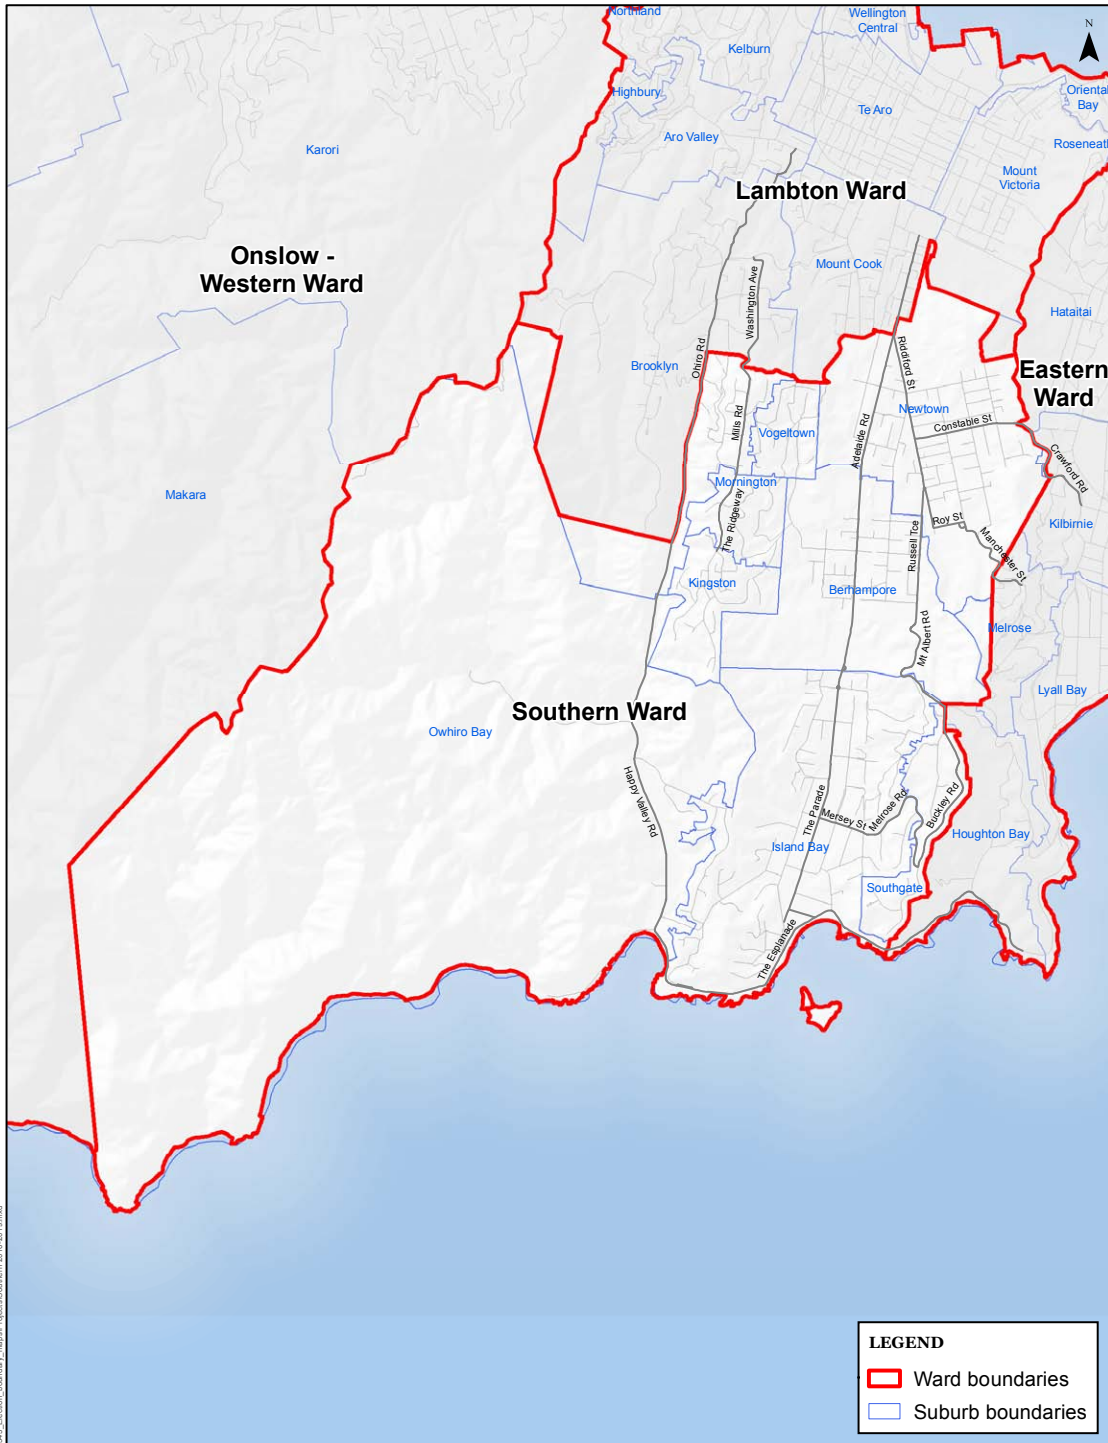 Northland
Wellington
Central
N
Kelburn
Highbury
Oriental
Bay
Te Aro
Aro Valley
Roseneath
Karori
Mount
Victoria
Lambton Ward
Onslow -
Western Ward
Mount Cook
Washington Ave
Hataitai
Ohiro Rd
Riddiford St
Brooklyn
Eastern
Ward
Newtown
Mills Rd
Constable St
Vogeltown
Adelaide Rd
Crawford Rd
Mornington
Makara
The Ridgeway
Roy St
Kilbirnie
Russell Tce
Manchester St
Kingston
Berhampore
Mt Albert Rd
Melrose
Lyall Bay
Southern Ward
Owhiro Bay
Happy Valley Rd
The Parade
Mersey St
Melrose Rd
Buckley Rd
Houghton Bay
Island Bay
Southgate
The Esplanade
LEGEND
Ward boundaries
Suburb boundaries